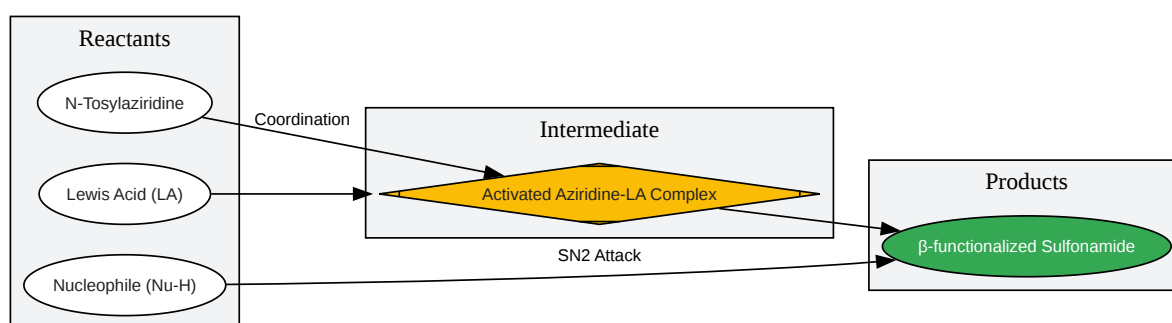 Reactants
N-Tosylaziridine
Coordination
Lewis Acid (LA)
Nucleophile (Nu-H)
Intermediate
Activated Aziridine-LA Complex
SN2 Attack
Products
β-functionalized Sulfonamide